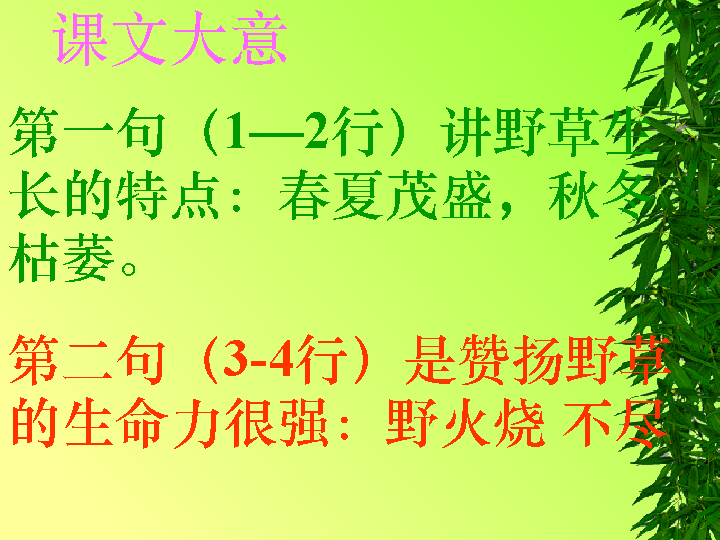 课文大意
第一句（1—2行）讲野草生
长的特点：春夏茂盛，秋冬
枯萎。
第二句（3-4行）是赞扬野草
的生命力很强：野火烧 不尽